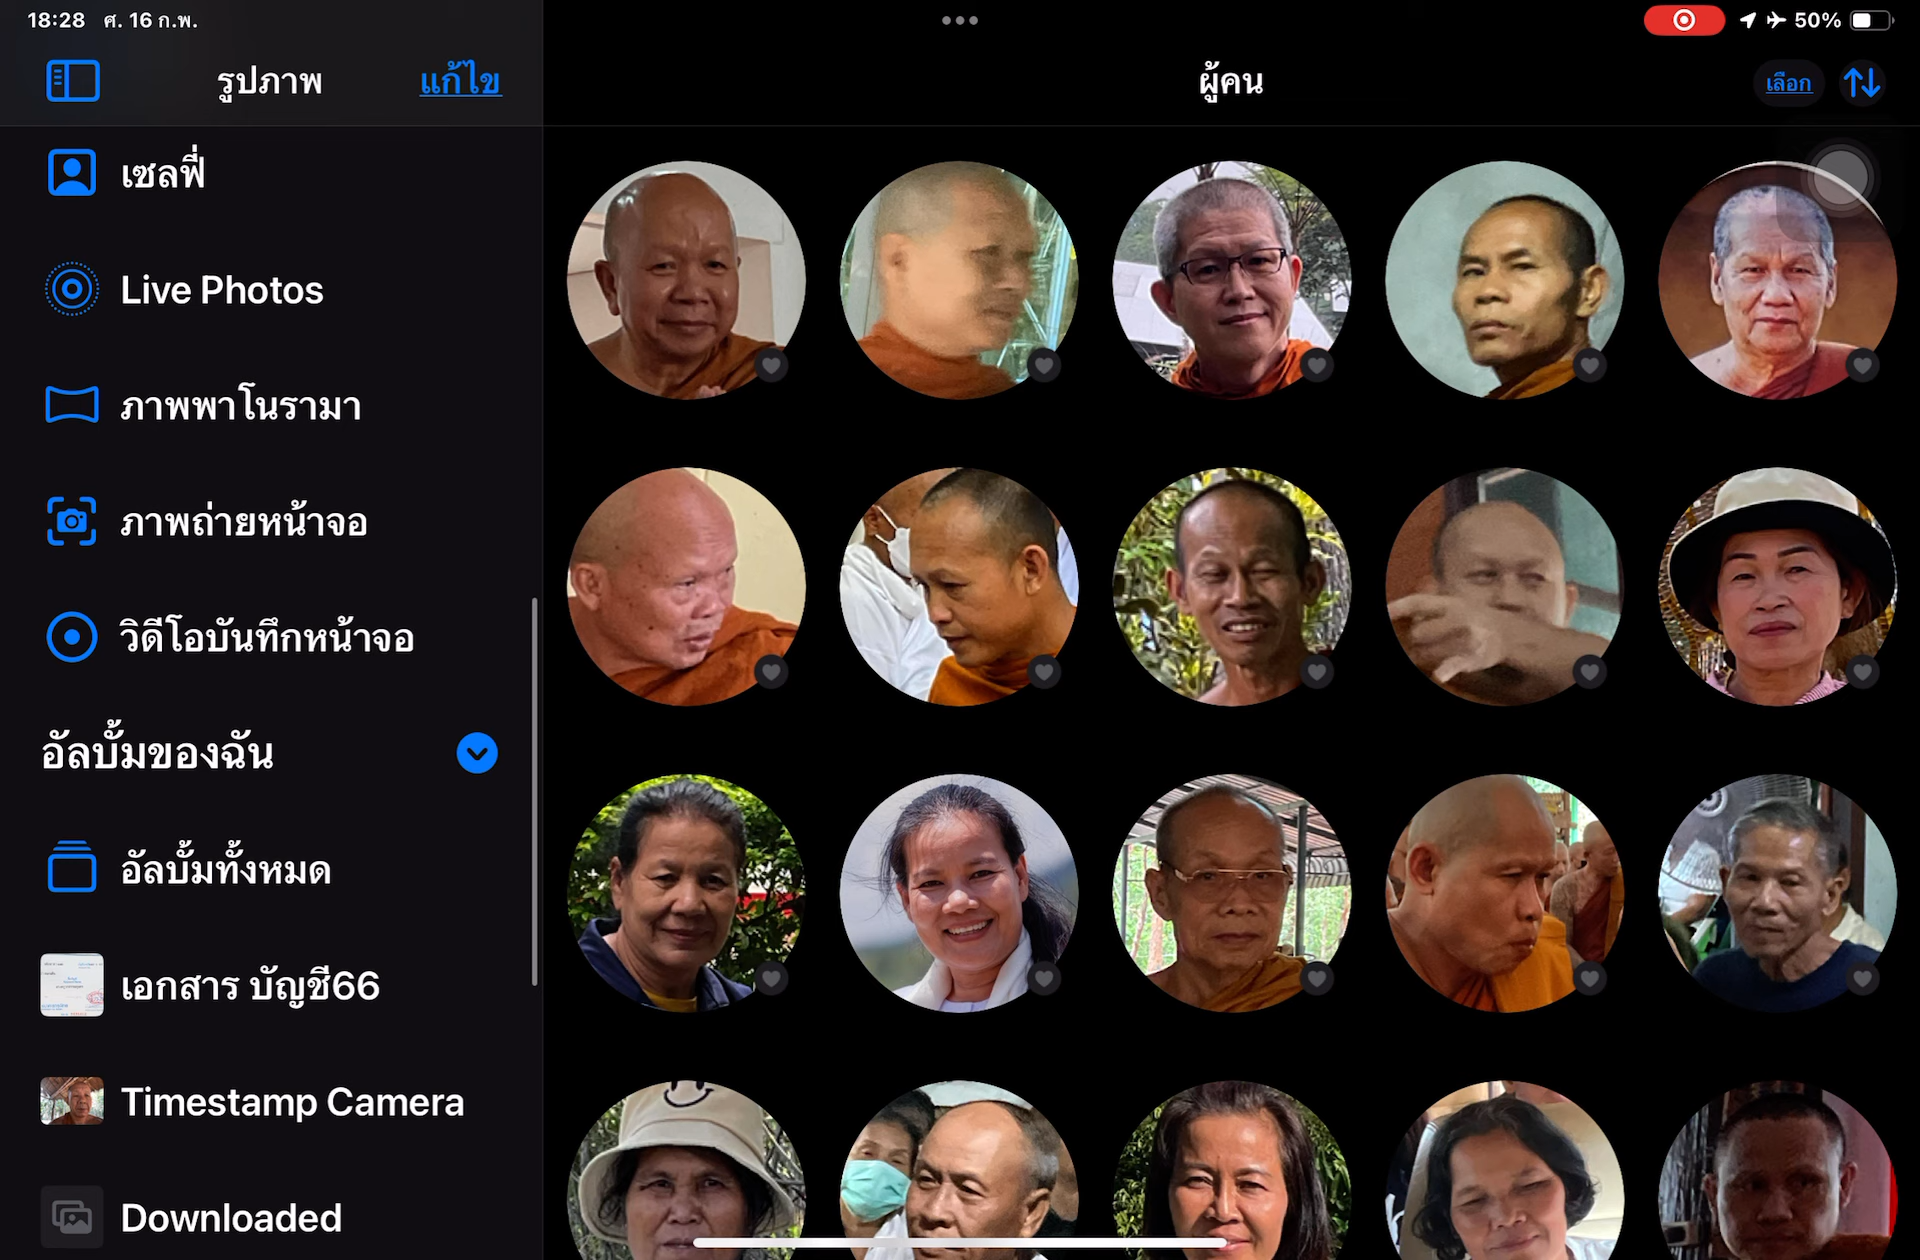 18:28 ศ. 16 ก.พ.
50%
รูปภาพ
แก้ไข
ผู้คน
เลือก
เซลฟี่
Live Photos
ภาพพาโนรามา
ภาพถ่ายหน้าจอ
วิดีโอบันทึกหน้าจอ
อัลบั้มของฉัน
อัลบั้มทั้งหมด
เอกสาร บัญชี66
Timestamp Camera
Downloaded